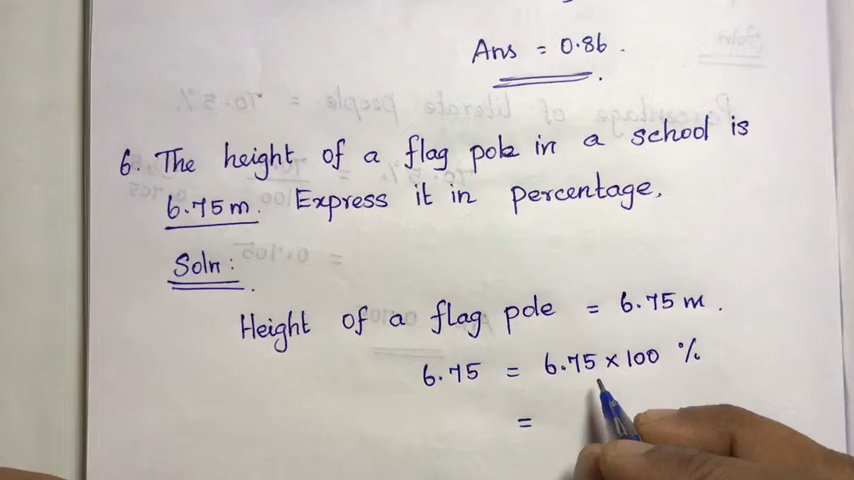 Ans = 0.86.
6. The height of a flag pole in a school is
6.75m. Express it in percentage.
Soln:
Height of a flag pole = 6.75 m.
6.75 = 6.75 × 100 %
=